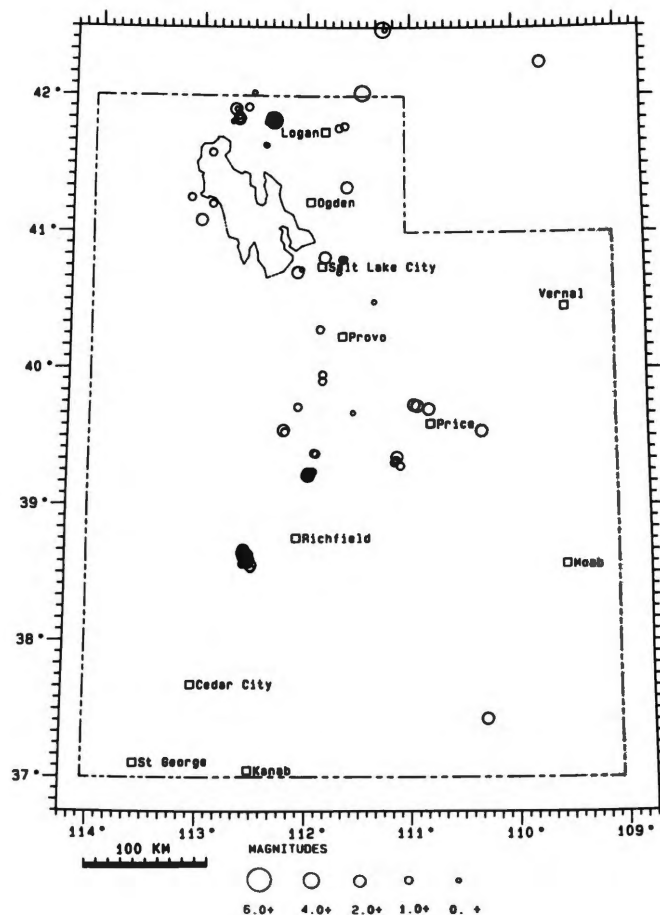 42°
Logan
Ogden
41°
Salt Lake City
Vernal
Provo
40°
Price
39°
Richfield
Moab
38°
Cedar City
St George
Kanab
37°
114° 113° 112° 111° 110° 109°
100 KM
MAGNITUDES
6.0+ 4.0+ 2.0+ 1.0+ 0. +